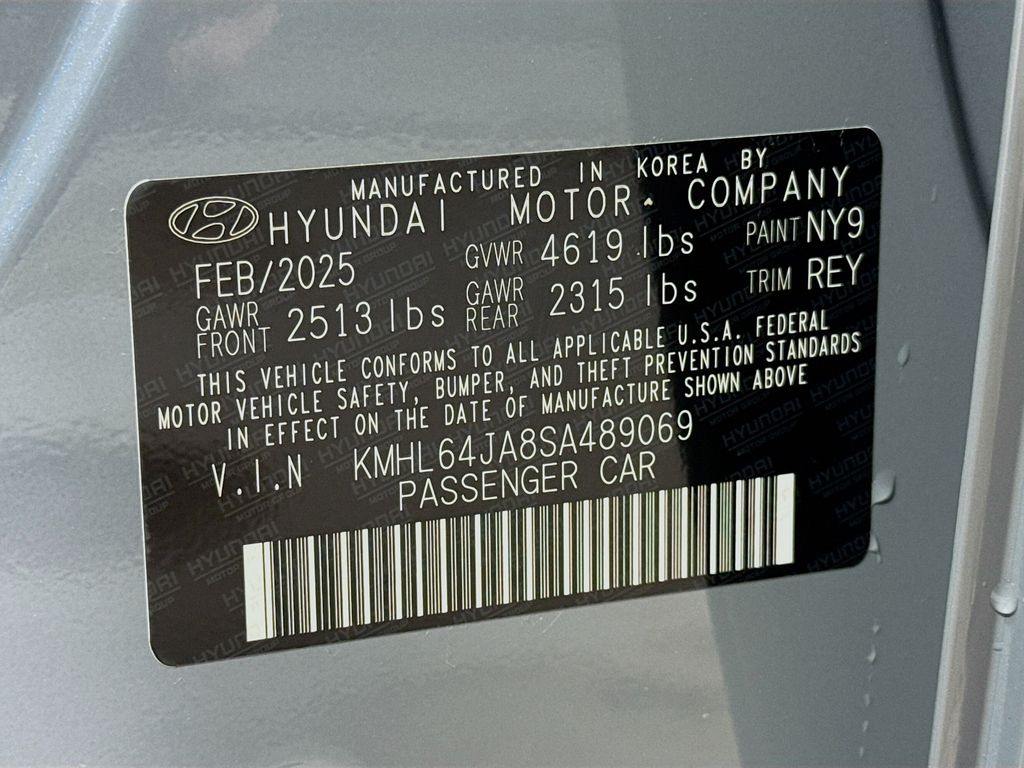 MANUFACTURED IN KOREA BY
HYUNDAI MOTOR COMPANY
FEB/2025 GVWR 4619 lbs PAINT NY9
GAWR FRONT 2513 lbs GAWR REAR 2315 lbs TRIM REY
THIS VEHICLE CONFORMS TO ALL APPLICABLE U.S.A. FEDERAL
MOTOR VEHICLE SAFETY, BUMPER, AND THEFT PREVENTION STANDARDS
IN EFFECT ON THE DATE OF MANUFACTURE SHOWN ABOVE
V.I.N KMHL64JA8SA489069
PASSENGER CAR